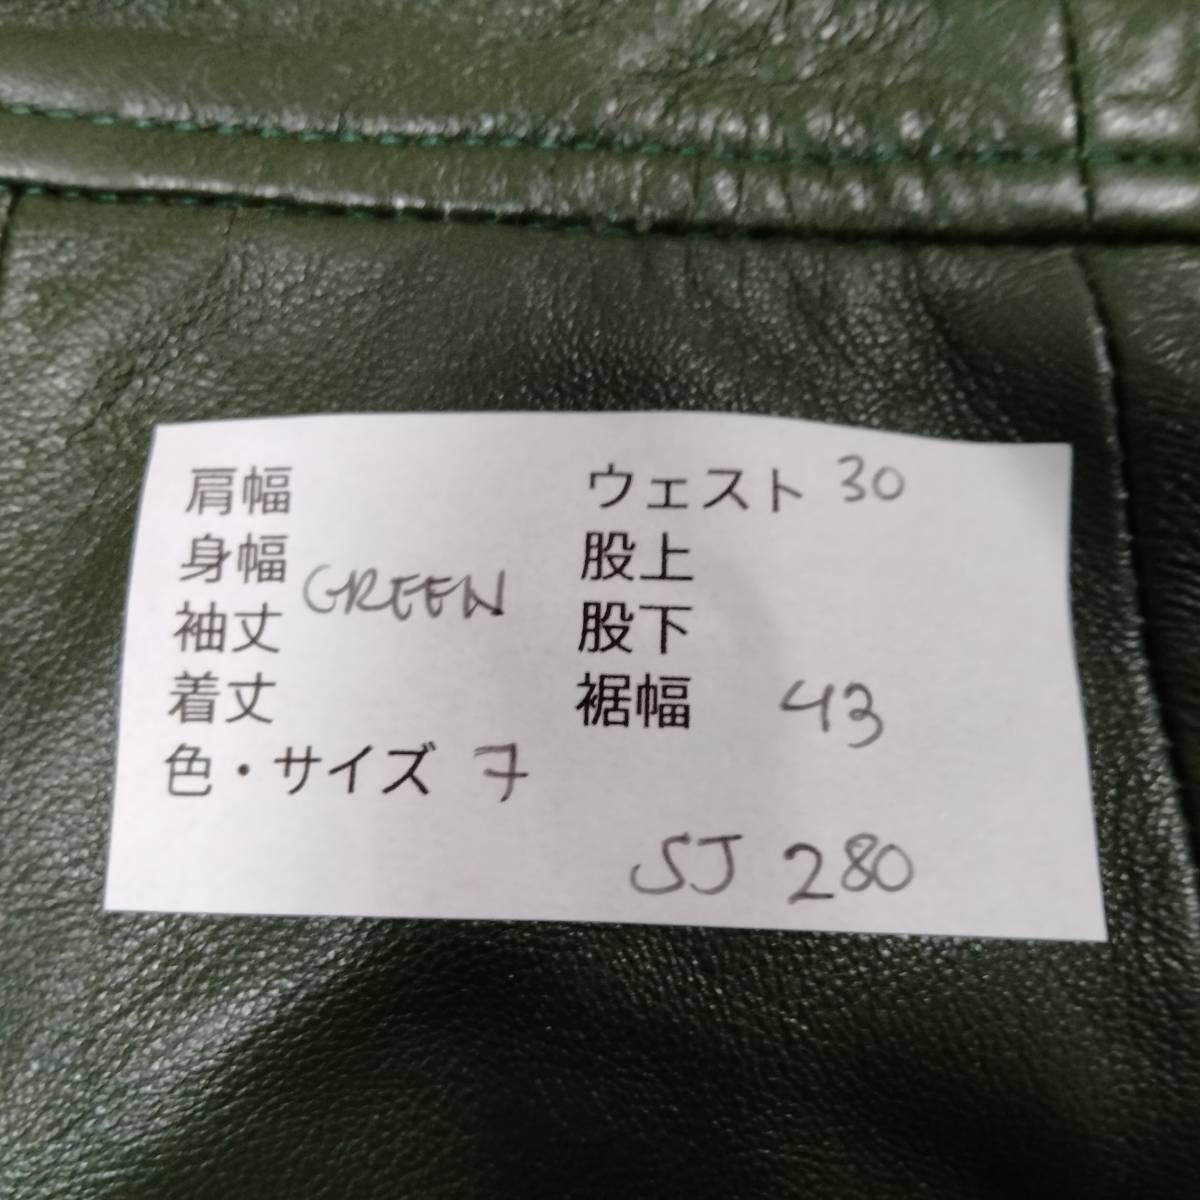 肩幅
身幅
GREEN
袖丈
着丈
色・サイズ 7
ウェスト 30
股上
股下
裾幅 43
SJ 280